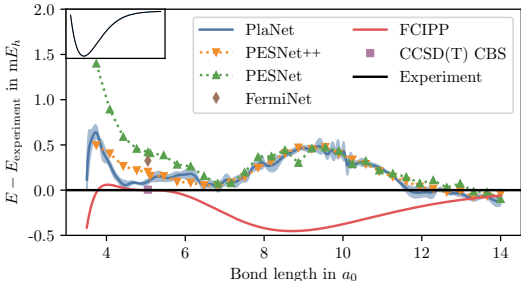 2.0
1.5
1.0
0.5
0.0
-0.5
E − E_experiment in mE_h
PlaNet
PESNet++
PESNet
FermiNet
FCIPP
CCSD(T) CBS
Experiment
4
6
8
10
12
14
Bond length in a_0